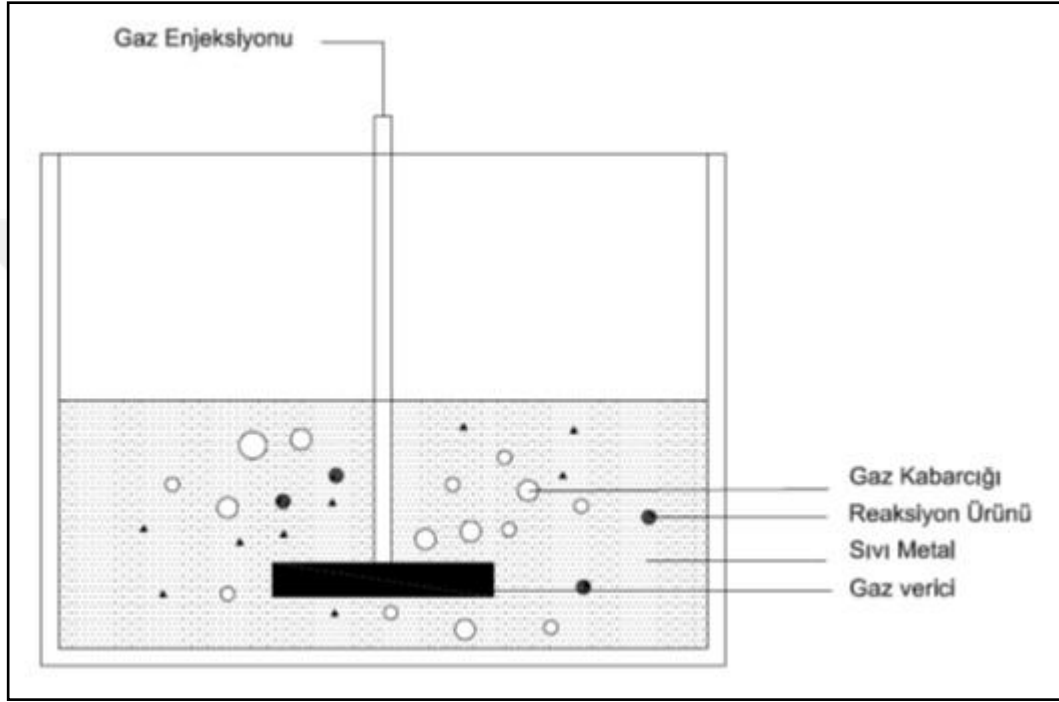 Gaz Enjeksiyonu
Gaz Kabarcığı
Reaksiyon Ürünü
Sıvı Metal
Gaz verici